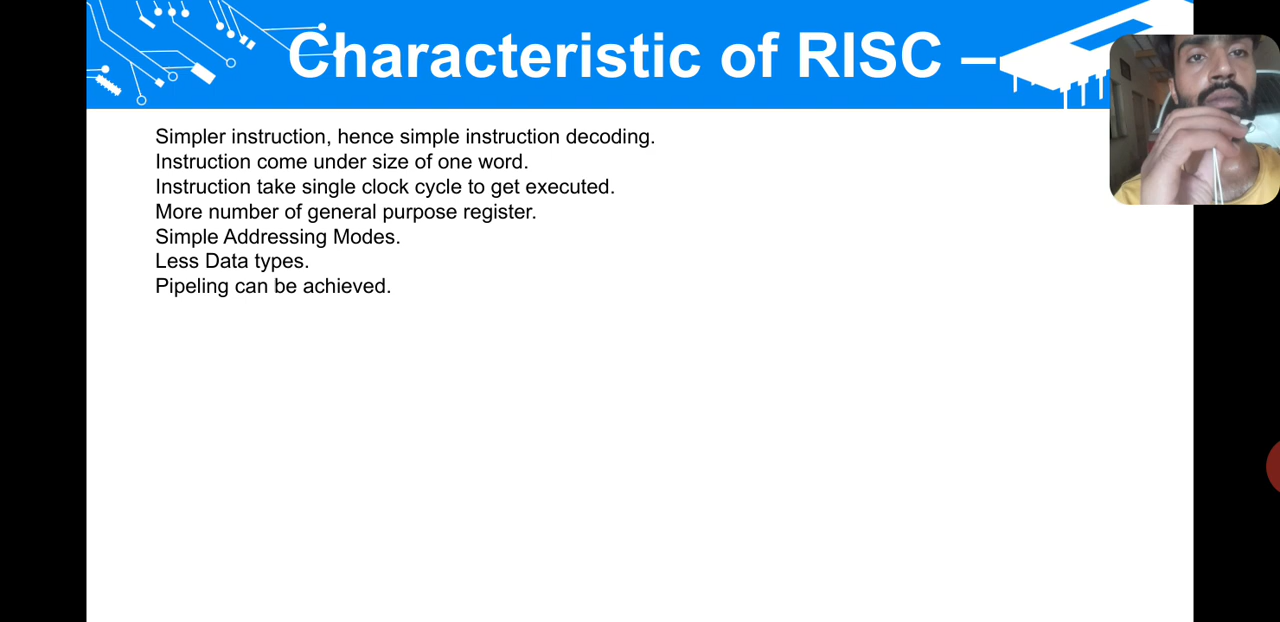 Characteristic of RISC –
Simpler instruction, hence simple instruction decoding.
Instruction come under size of one word.
Instruction take single clock cycle to get executed.
More number of general purpose register.
Simple Addressing Modes.
Less Data types.
Pipeling can be achieved.